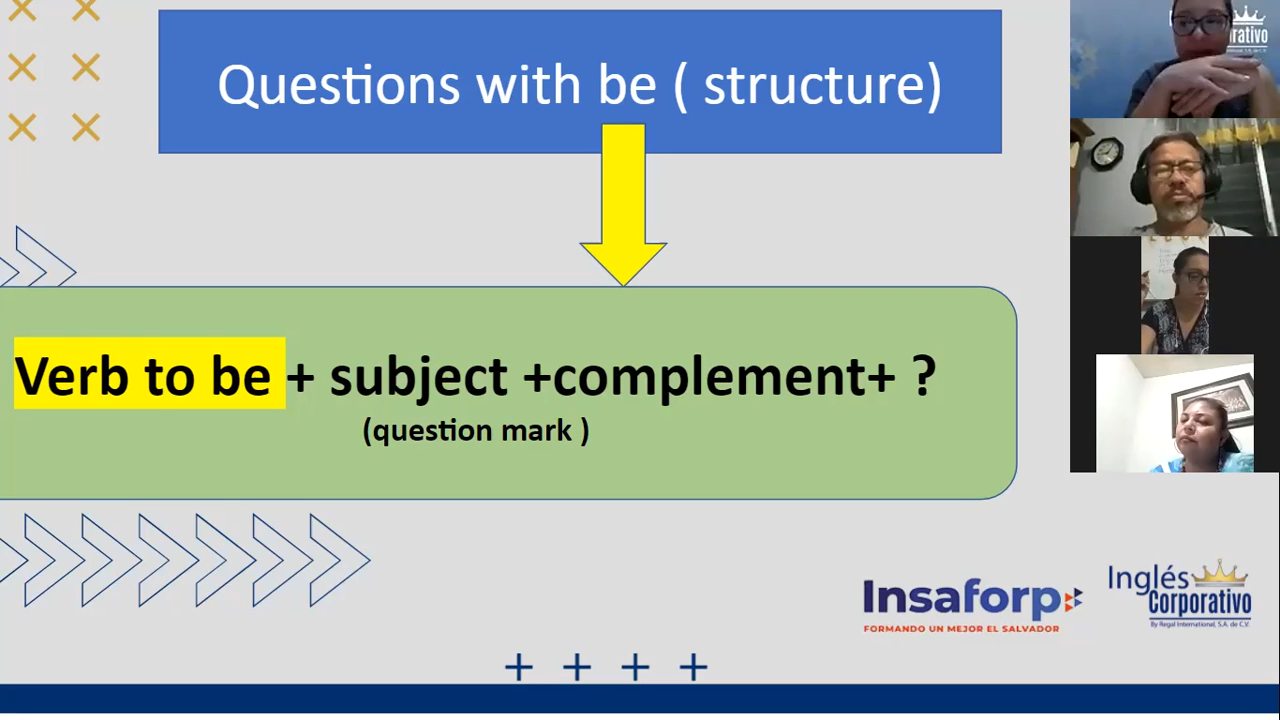 Questions with be ( structure)
Verb to be + subject +complement+ ?
(question mark )
Insaforp
FORMANDO UN MEJOR EL SALVADOR
Inglés
Corporativo
By Regal International, S.A. de C.V.
rativo